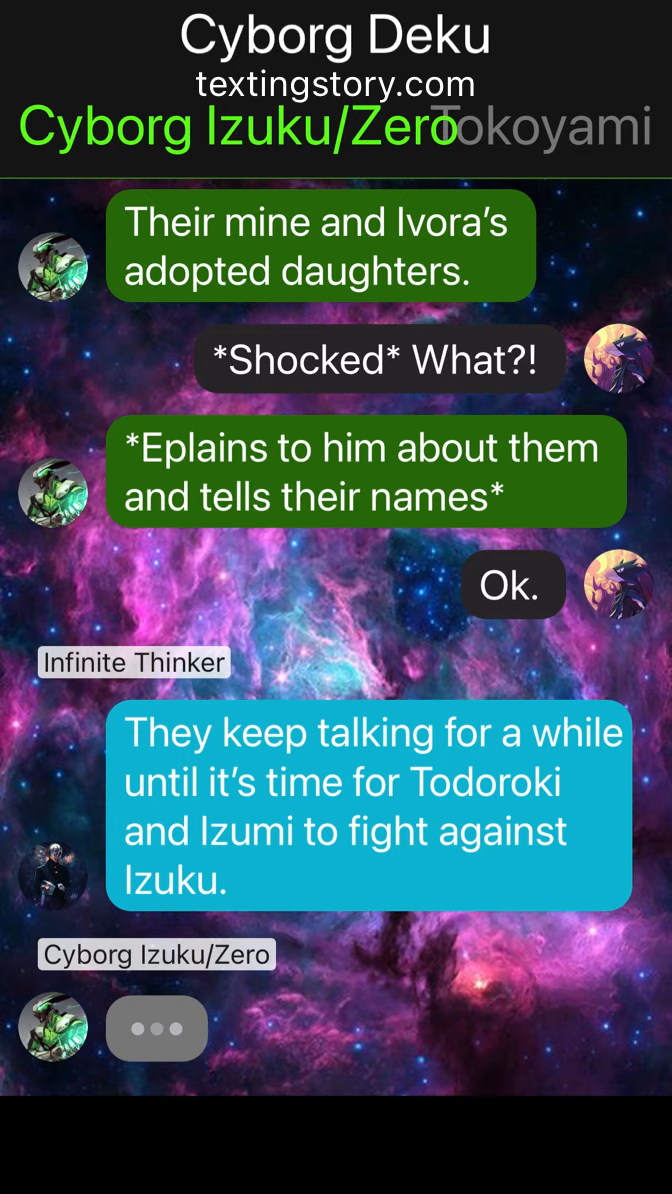 Cyborg Deku
textingstory.com
Cyborg Izuku/Zero Tokoyami
Their mine and Ivora’s
adopted daughters.
*Shocked* What?!
*Eplains to him about them
and tells their names*
Ok.
Infinite Thinker
They keep talking for a while
until it’s time for Todoroki
and Izumi to fight against
Izuku.
Cyborg Izuku/Zero